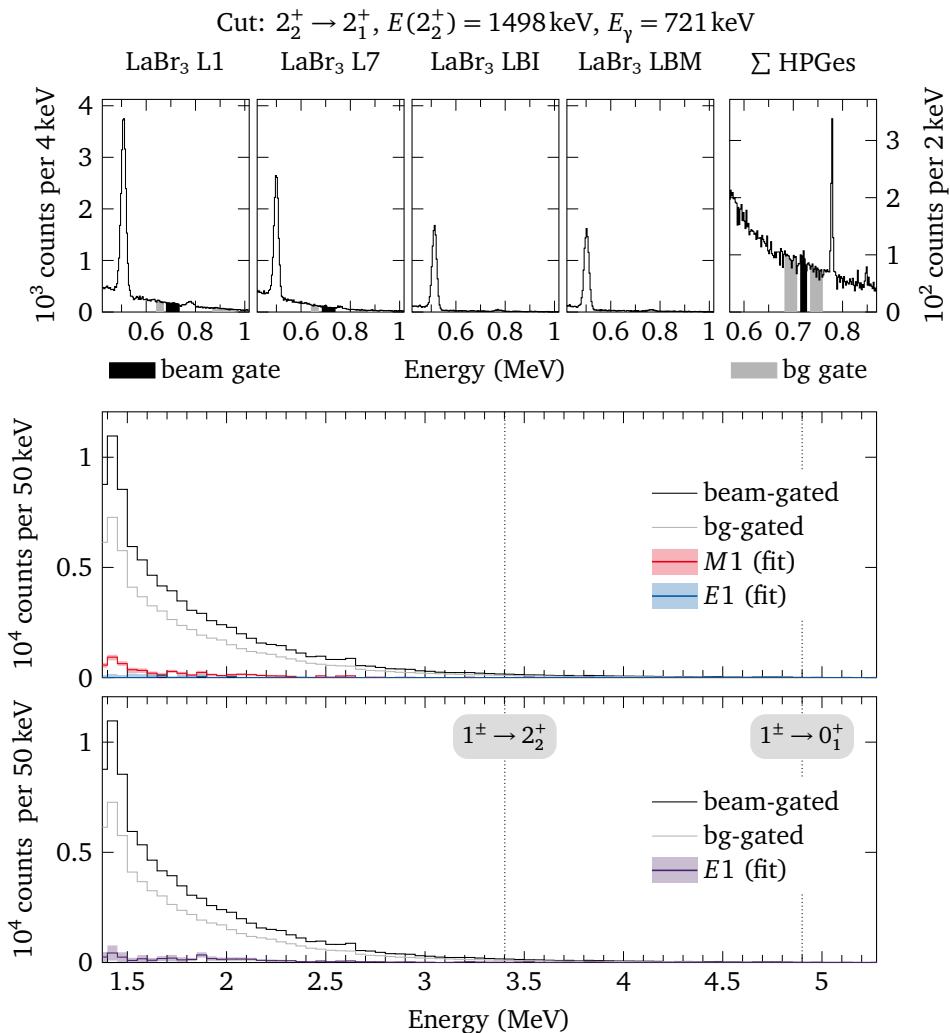 Cut: 2₂⁺ → 2₁⁺, E(2₂⁺) = 1498 keV, E_γ = 721 keV
LaBr₃ L1 LaBr₃ L7 LaBr₃ LBI LaBr₃ LBM ∑ HPGes
10³ counts per 4 keV
4
3
2
1
0
0.6 0.8 1 0.6 0.8 1 0.6 0.8 1 0.6 0.8 1 0.6 0.7 0.8
3
2
1
0
10² counts per 2 keV
beam gate Energy (MeV) bg gate
10⁴ counts per 50 keV
1
0.5
0
beam-gated
bg-gated
M1 (fit)
E1 (fit)
10⁴ counts per 50 keV
1
0.5
0
1^± → 2₂⁺ 1^± → 0₁⁺
beam-gated
bg-gated
E1 (fit)
1.5 2 2.5 3 3.5 4 4.5 5
Energy (MeV)